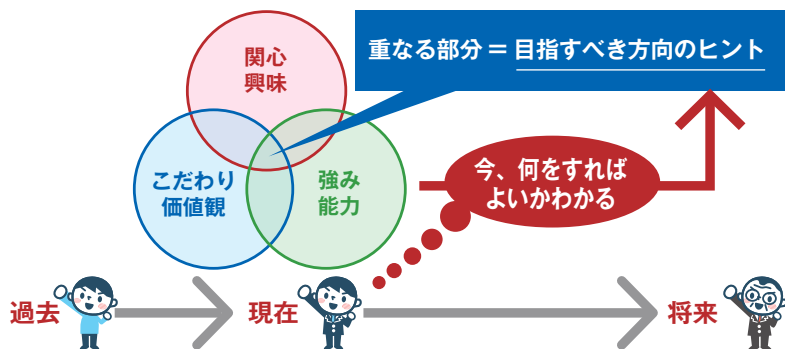 関心
興味
重なる部分＝目指すべき方向のヒント
こだわり
価値観
強み
能力
今、何をすれば
よいかわかる
過去
現在
将来